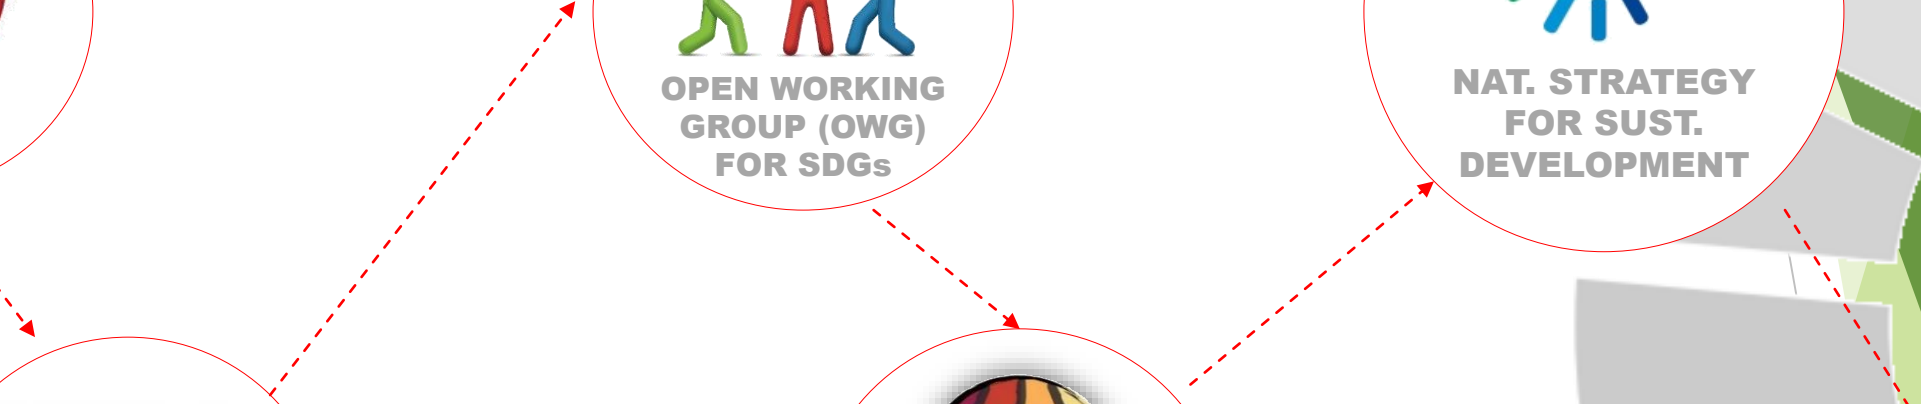 OPEN WORKING
GROUP (OWG)
FOR SDGs
NAT. STRATEGY
FOR SUST.
DEVELOPMENT